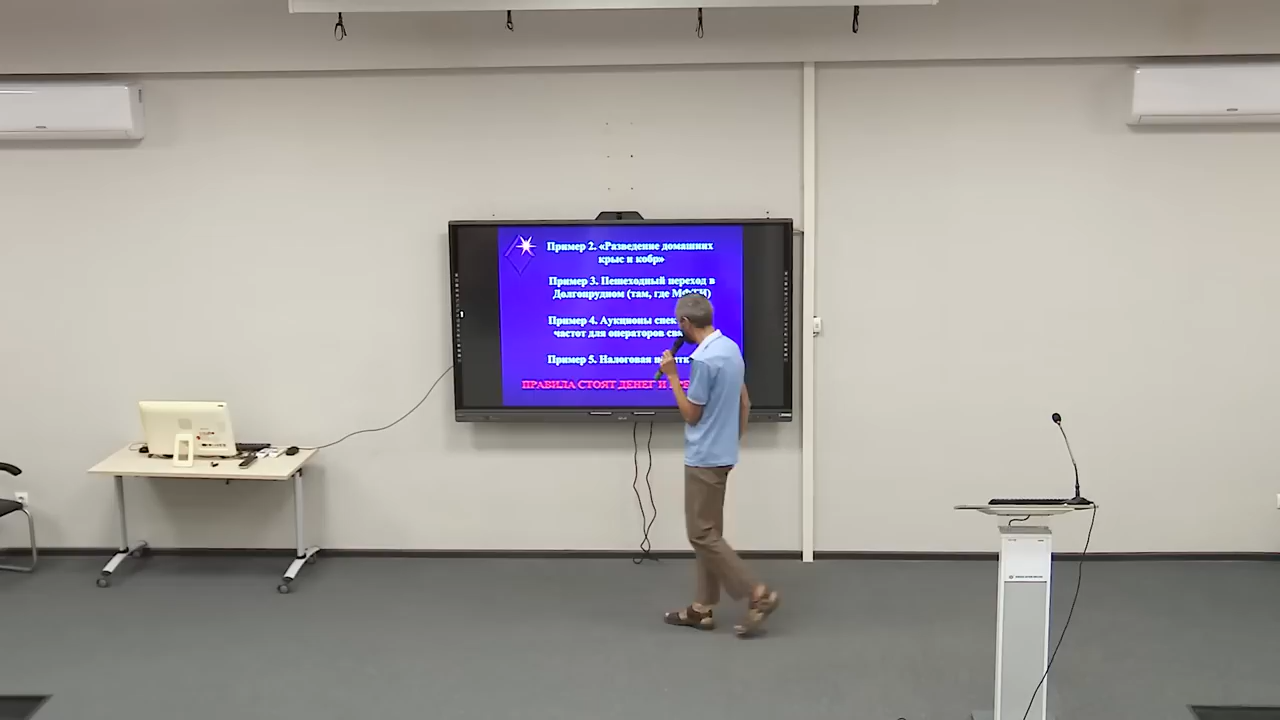 Пример 2. «Разведение домашних
крыс и кобр»
Пример 3. Пешеходный переход в
Долгопрудном (там, где МФТИ)
Пример 4. Аукционы
частот для операторов
Пример 5. Налоговая
ПРАВИЛА СТОЯТ ДЕНЕГ И